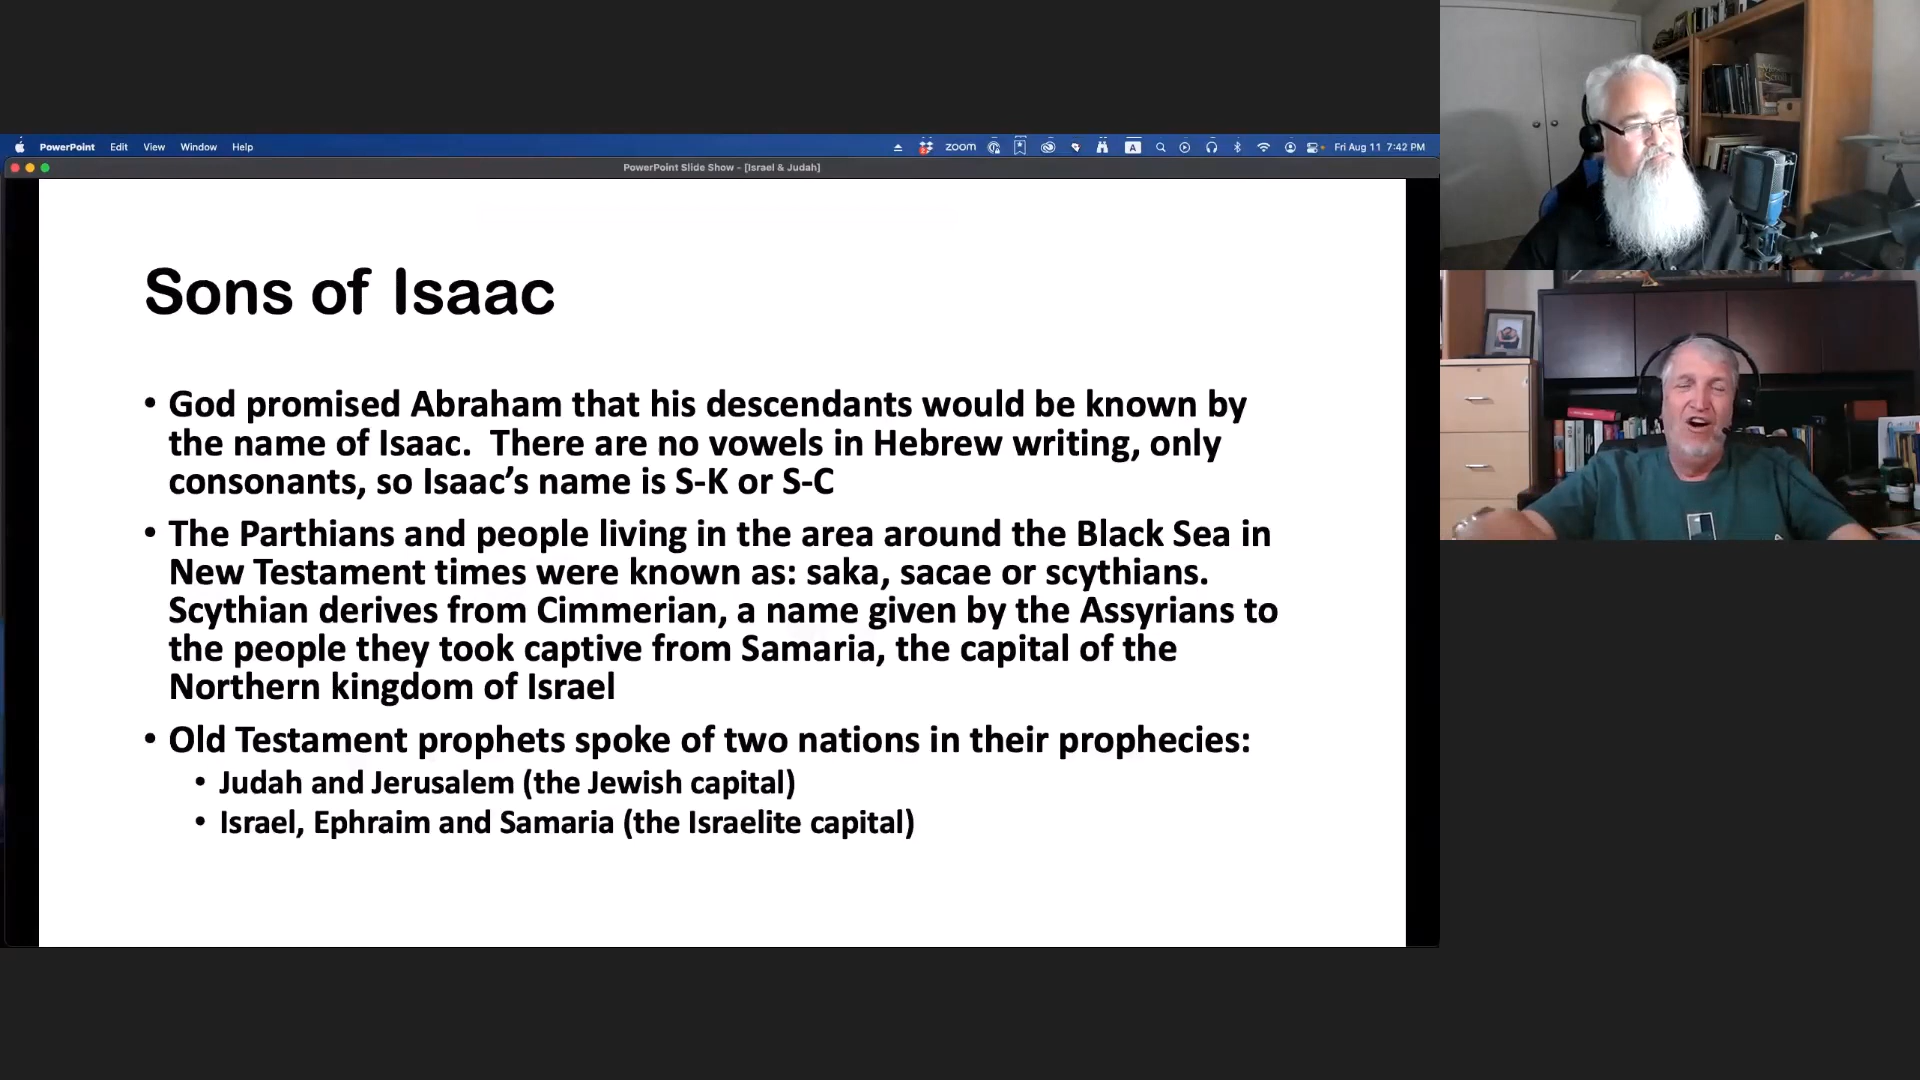 PowerPoint Edit View Window Help
zoom A Fri Aug 11 7:42 PM
PowerPoint Slide Show - [Israel & Judah]
Sons of Isaac
• God promised Abraham that his descendants would be known by
the name of Isaac. There are no vowels in Hebrew writing, only
consonants, so Isaac’s name is S-K or S-C
• The Parthians and people living in the area around the Black Sea in
New Testament times were known as: saka, sacae or scythians.
Scythian derives from Cimmerian, a name given by the Assyrians to
the people they took captive from Samaria, the capital of the
Northern kingdom of Israel
• Old Testament prophets spoke of two nations in their prophecies:
• Judah and Jerusalem (the Jewish capital)
• Israel, Ephraim and Samaria (the Israelite capital)